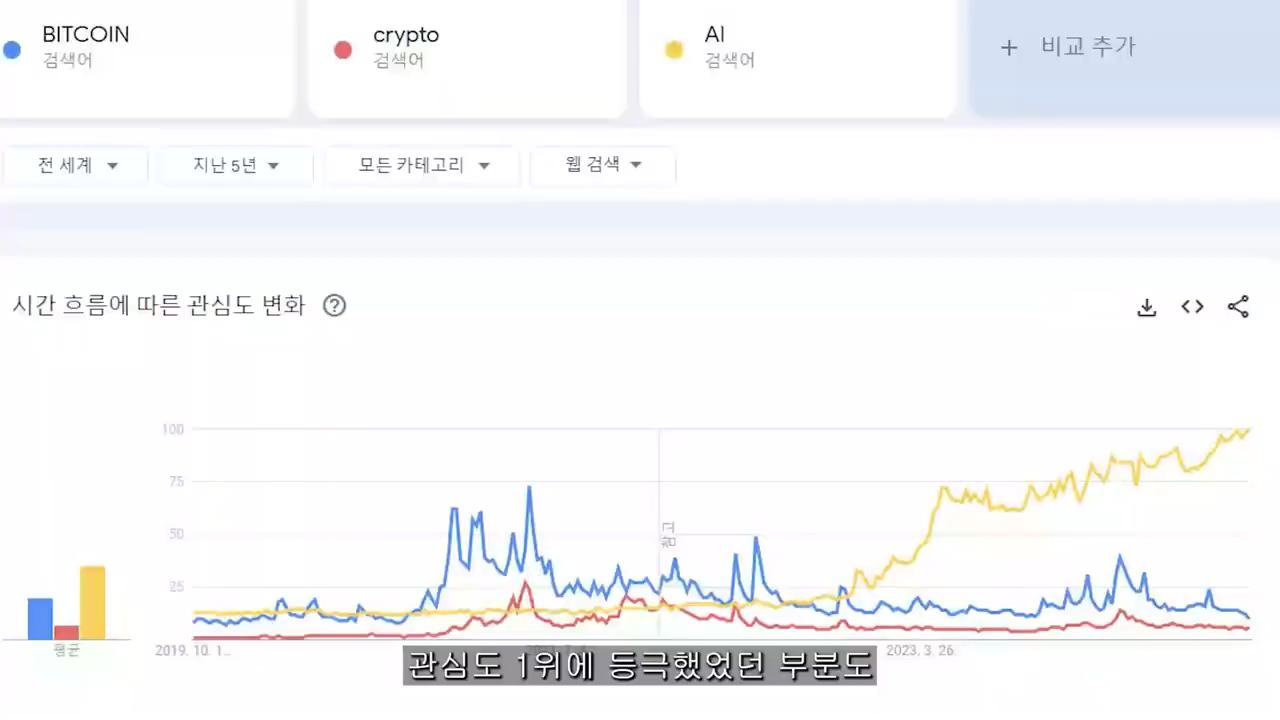 BITCOIN
검색어
crypto
검색어
AI
검색어
+ 비교 추가
전 세계
지난 5년
모든 카테고리
웹 검색
시간 흐름에 따른 관심도 변화
100
75
50
25
참고
평균
2019. 10. 1...
2023. 3. 26.
관심도 1위에 등극했었던 부분도